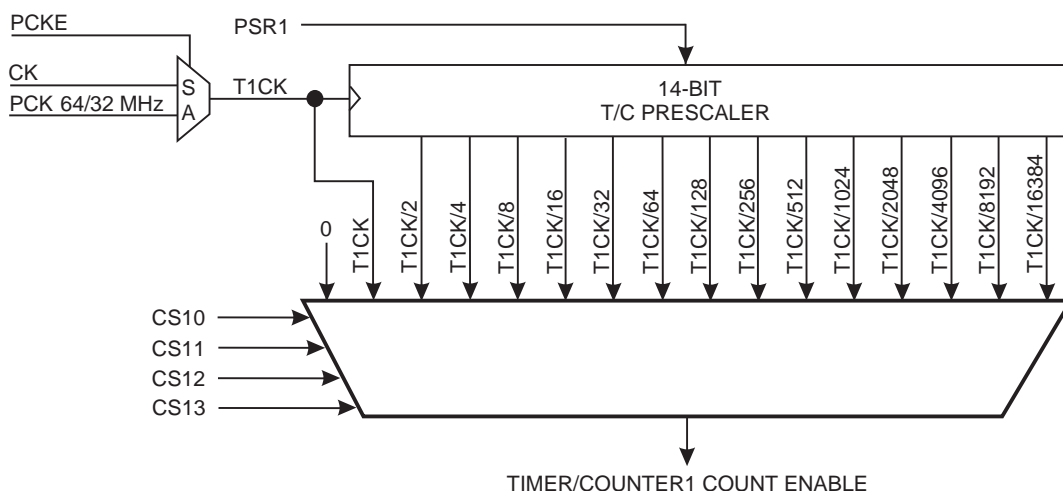 PCKE
PSR1
CK
PCK 64/32 MHz
S
A
T1CK
14-BIT
T/C PRESCALER
0
T1CK
T1CK/2
T1CK/4
T1CK/8
T1CK/16
T1CK/32
T1CK/64
T1CK/128
T1CK/256
T1CK/512
T1CK/1024
T1CK/2048
T1CK/4096
T1CK/8192
T1CK/16384
CS10
CS11
CS12
CS13
TIMER/COUNTER1 COUNT ENABLE